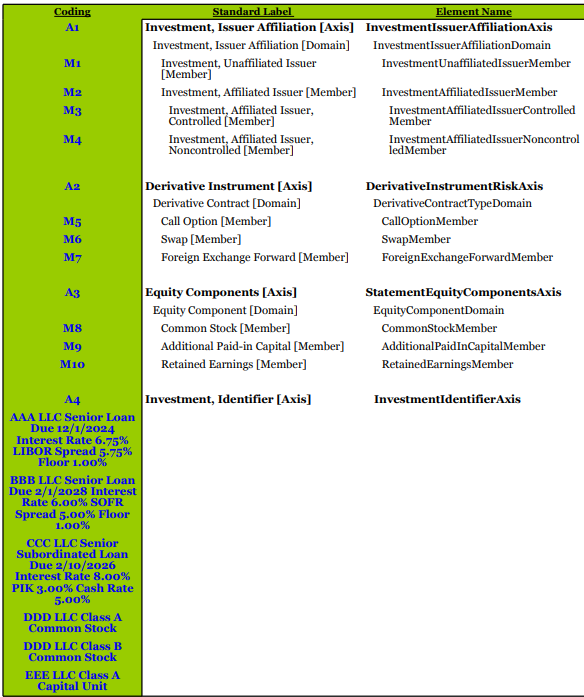 Coding Standard Label Element Name
A1 Investment, Issuer Affiliation [Axis] InvestmentIssuerAffiliationAxis
Investment, Issuer Affiliation [Domain] InvestmentIssuerAffiliationDomain
M1 Investment, Unaffiliated Issuer InvestmentUnaffiliatedIssuerMember
[Member]
M2 Investment, Affiliated Issuer [Member] InvestmentAffiliatedIssuerMember
M3 Investment, Affiliated Issuer, InvestmentAffiliatedIssuerControlled
Controlled [Member] Member
M4 Investment, Affiliated Issuer, InvestmentAffiliatedIssuerNoncontrol
Noncontrolled [Member] ledMember
A2 Derivative Instrument [Axis] DerivativeInstrumentRiskAxis
Derivative Contract [Domain] DerivativeContractTypeDomain
M5 Call Option [Member] CallOptionMember
M6 Swap [Member] SwapMember
M7 Foreign Exchange Forward [Member] ForeignExchangeForwardMember
A3 Equity Components [Axis] StatementEquityComponentsAxis
Equity Component [Domain] EquityComponentDomain
M8 Common Stock [Member] CommonStockMember
M9 Additional Paid-in Capital [Member] AdditionalPaidInCapitalMember
M10 Retained Earnings [Member] RetainedEarningsMember
A4 Investment, Identifier [Axis] InvestmentIdentifierAxis
AAA LLC Senior Loan
Due 12/1/2024
Interest Rate 6.75%
LIBOR Spread 5.75%
Floor 1.00%
BBB LLC Senior Loan
Due 2/1/2028 Interest
Rate 6.00% SOFR
Spread 5.00% Floor
1.00%
CCC LLC Senior
Subordinated Loan
Due 2/10/2026
Interest Rate 8.00%
PIK 3.00% Cash Rate
5.00%
DDD LLC Class A
Common Stock
DDD LLC Class B
Common Stock
EEE LLC Class A
Capital Unit